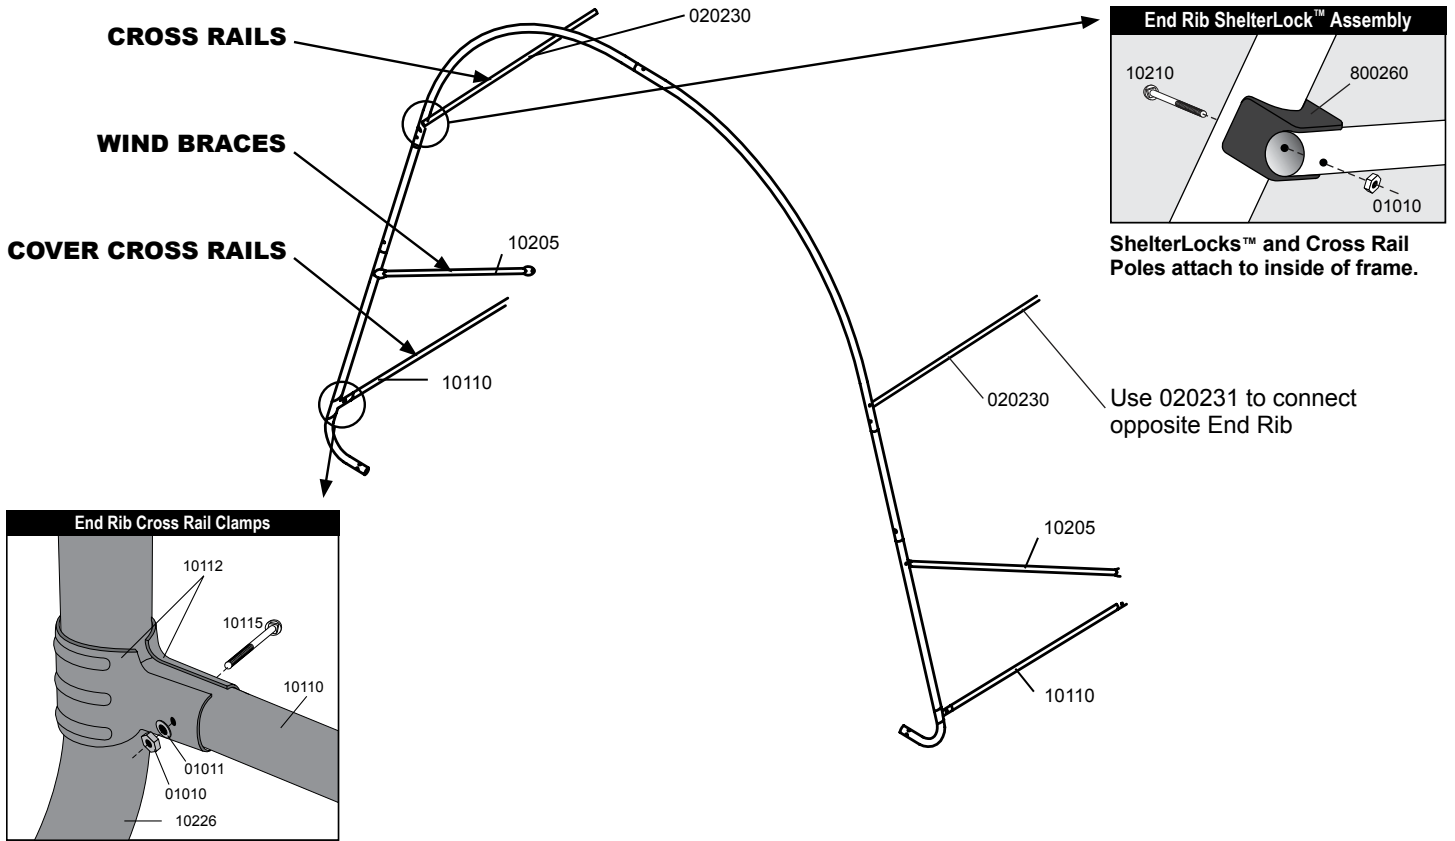 CROSS RAILS
020230
End Rib ShelterLock™ Assembly
10210
800260
01010
ShelterLocks™ and Cross Rail
Poles attach to inside of frame.
WIND BRACES
COVER CROSS RAILS
10205
10110
020230
Use 020231 to connect
opposite End Rib
10205
10110
End Rib Cross Rail Clamps
10112
10115
10110
01011
01010
10226